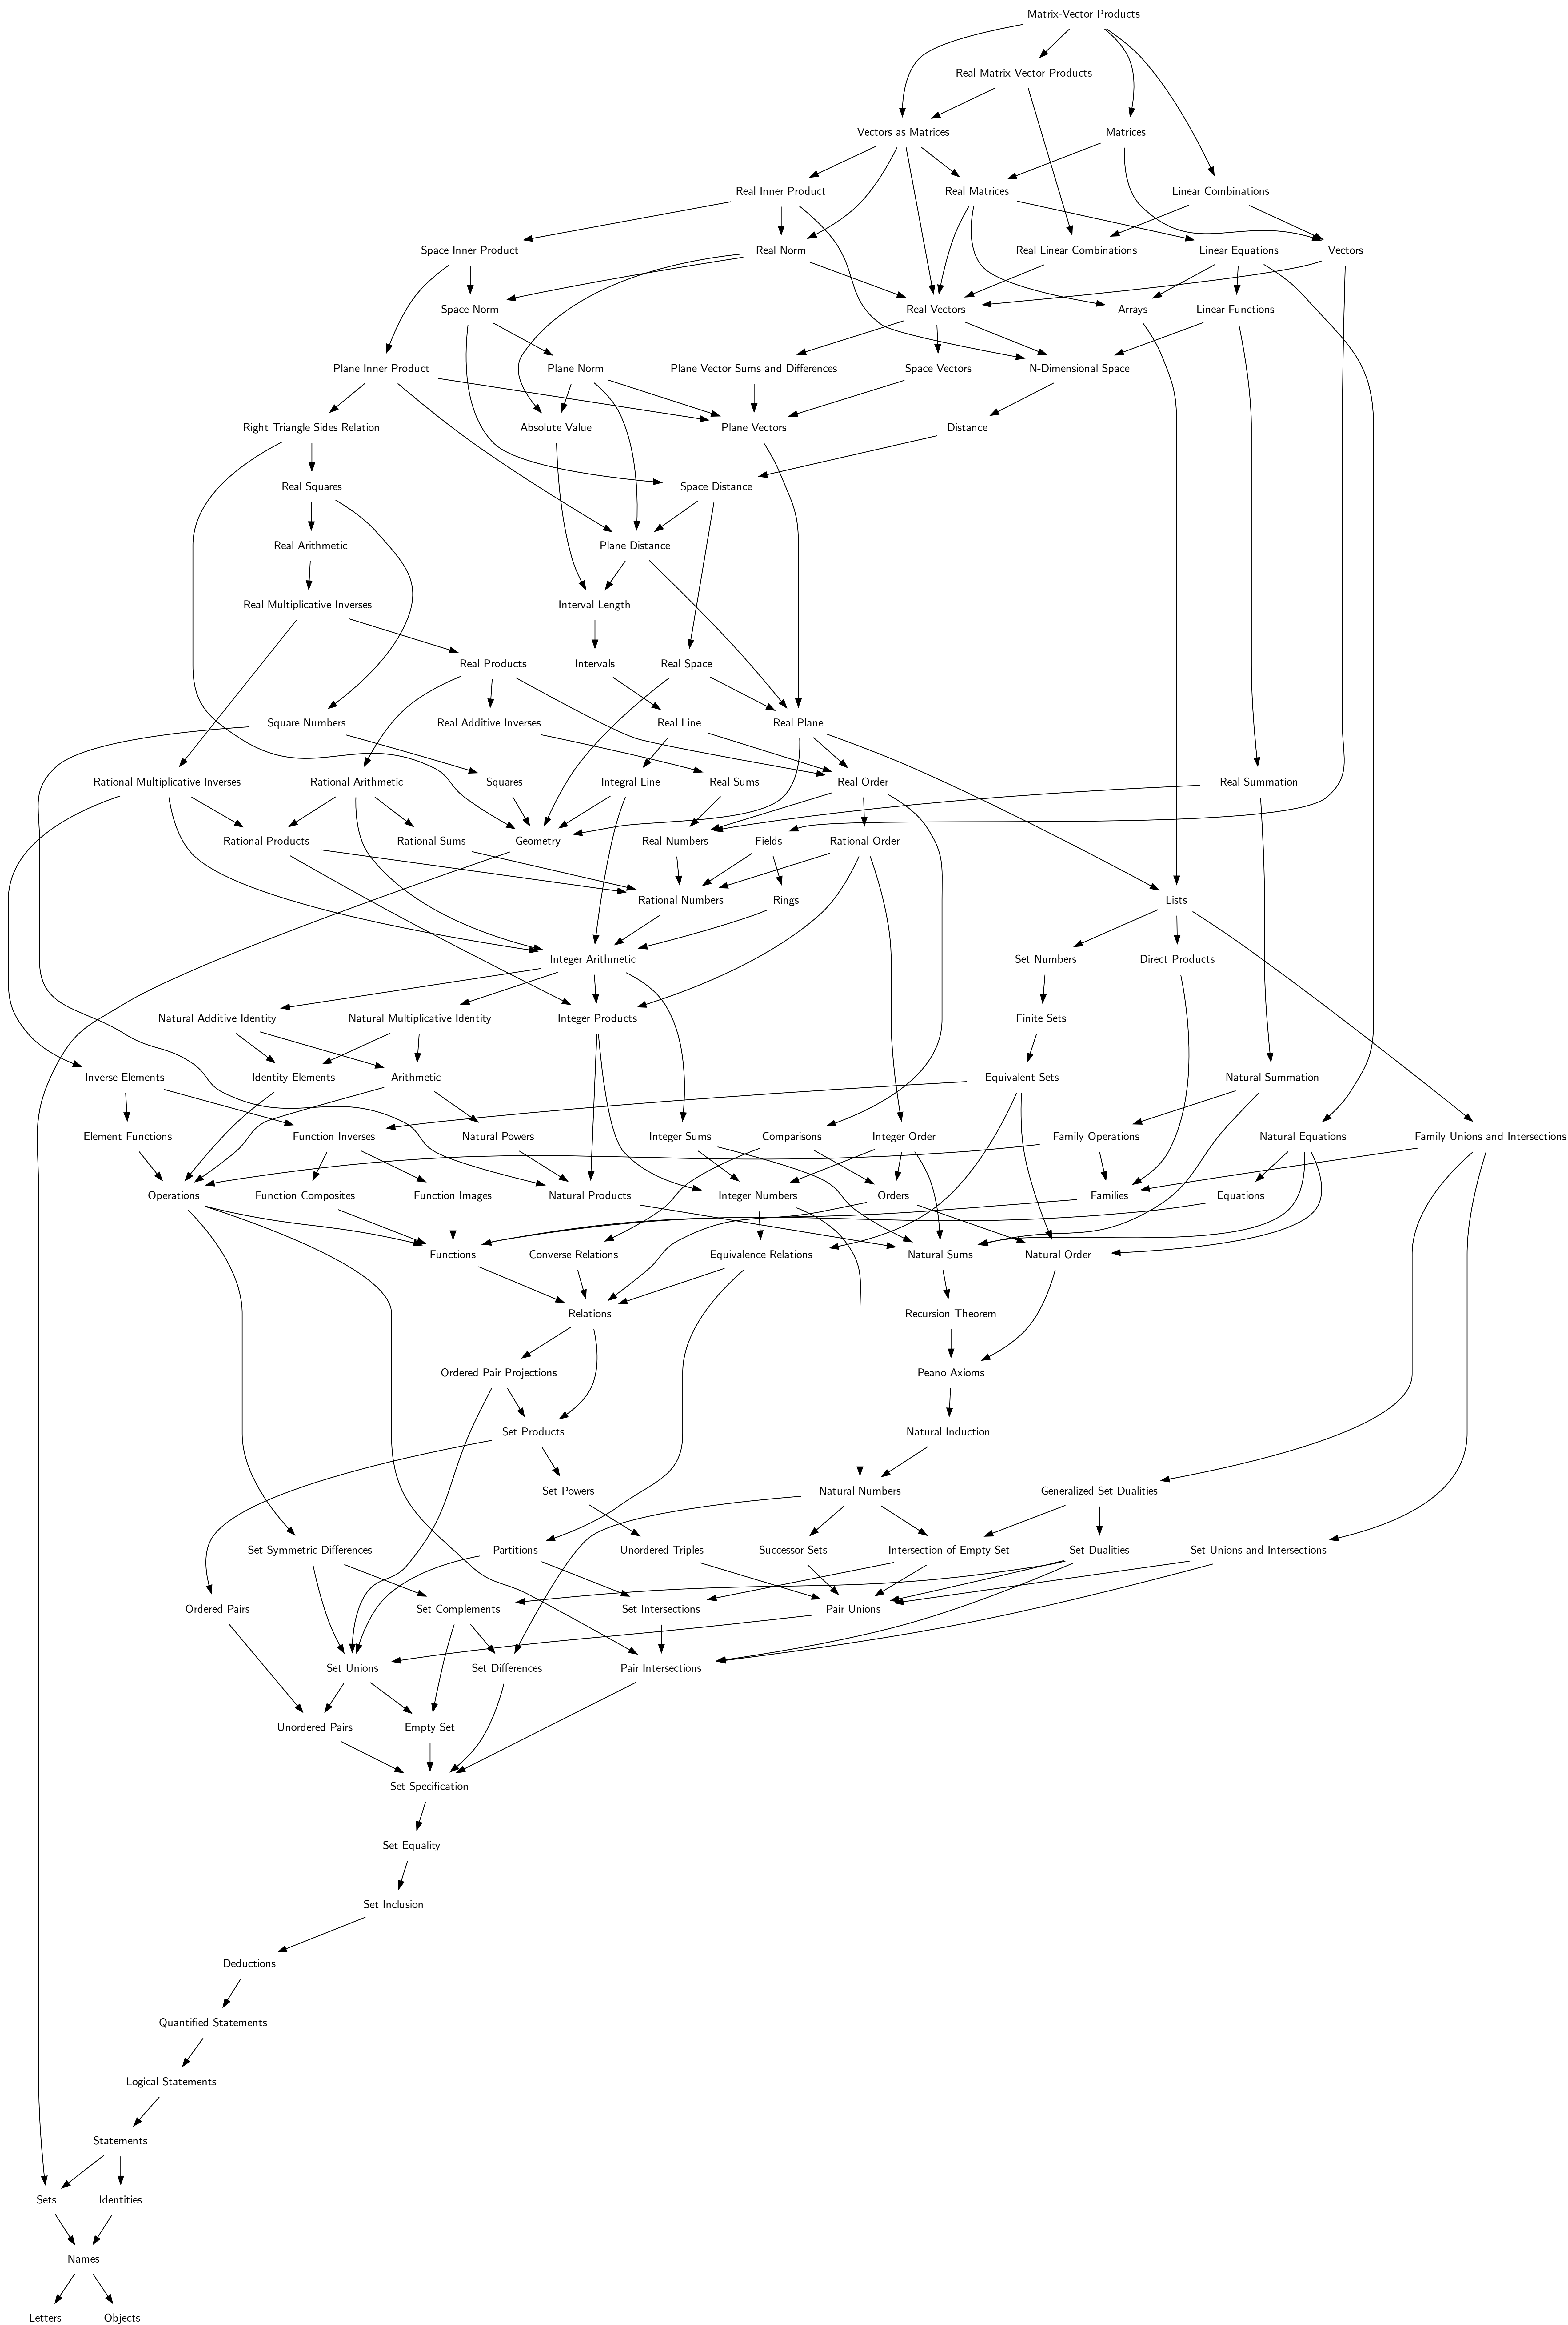 Matrix-Vector Products
Real Matrix-Vector Products
Vectors as Matrices
Matrices
Real Inner Product
Real Matrices
Linear Combinations
Space Inner Product
Real Norm
Real Linear Combinations
Linear Equations
Vectors
Space Norm
Real Vectors
Arrays
Linear Functions
Plane Inner Product
Plane Norm
Plane Vector Sums and Differences
Space Vectors
N-Dimensional Space
Right Triangle Sides Relation
Absolute Value
Plane Vectors
Distance
Real Squares
Space Distance
Real Arithmetic
Plane Distance
Real Multiplicative Inverses
Interval Length
Real Products
Intervals
Real Space
Square Numbers
Real Additive Inverses
Real Line
Real Plane
Rational Multiplicative Inverses
Rational Arithmetic
Squares
Integral Line
Real Sums
Real Order
Real Summation
Rational Products
Rational Sums
Geometry
Real Numbers
Fields
Rational Order
Rational Numbers
Rings
Lists
Integer Arithmetic
Set Numbers
Direct Products
Natural Additive Identity
Natural Multiplicative Identity
Integer Products
Finite Sets
Inverse Elements
Identity Elements
Arithmetic
Equivalent Sets
Natural Summation
Element Functions
Function Inverses
Natural Powers
Integer Sums
Comparisons
Integer Order
Family Operations
Natural Equations
Family Unions and Intersections
Operations
Function Composites
Function Images
Natural Products
Integer Numbers
Orders
Families
Equations
Functions
Converse Relations
Equivalence Relations
Natural Sums
Natural Order
Relations
Recursion Theorem
Ordered Pair Projections
Peano Axioms
Set Products
Natural Induction
Set Powers
Natural Numbers
Generalized Set Dualities
Set Symmetric Differences
Partitions
Unordered Triples
Successor Sets
Intersection of Empty Set
Set Dualities
Set Unions and Intersections
Ordered Pairs
Set Complements
Set Intersections
Pair Unions
Set Unions
Set Differences
Pair Intersections
Unordered Pairs
Empty Set
Set Specification
Set Equality
Set Inclusion
Deductions
Quantified Statements
Logical Statements
Statements
Sets
Identities
Names
Letters
Objects